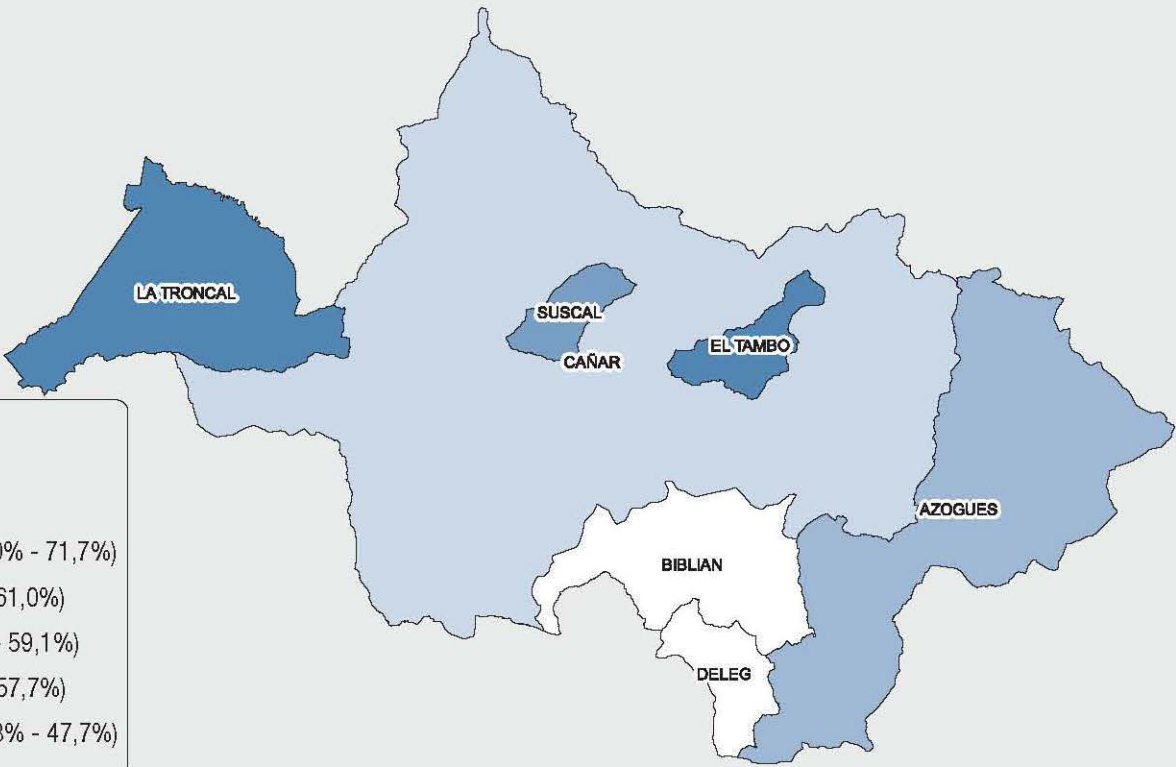 LA TRONCAL
SUSCAL
CAÑAR
EL TAMBO
AZOGUES
BIBLIAN
DELEG
0% - 71,7%)
61,0%)
- 59,1%)
57,7%)
3% - 47,7%)